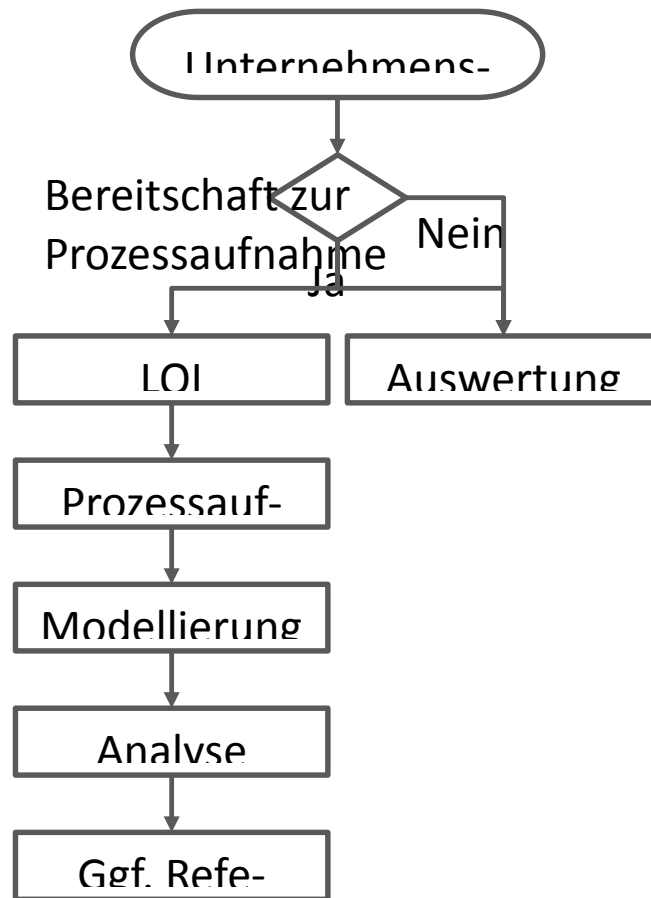 Unternehmens-
Bereitschaft zur
Prozessaufnahme
Nein
Ja
LOI
Auswertung
Prozessauf-
Modellierung
Analyse
Ggf. Refe-